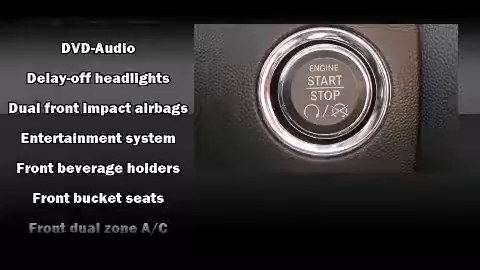 DVD-Audio
Delay-off headlights
Dual front impact airbags
Entertainment system
Front beverage holders
Front bucket seats
Front dual zone A/C
ENGINE
START
STOP